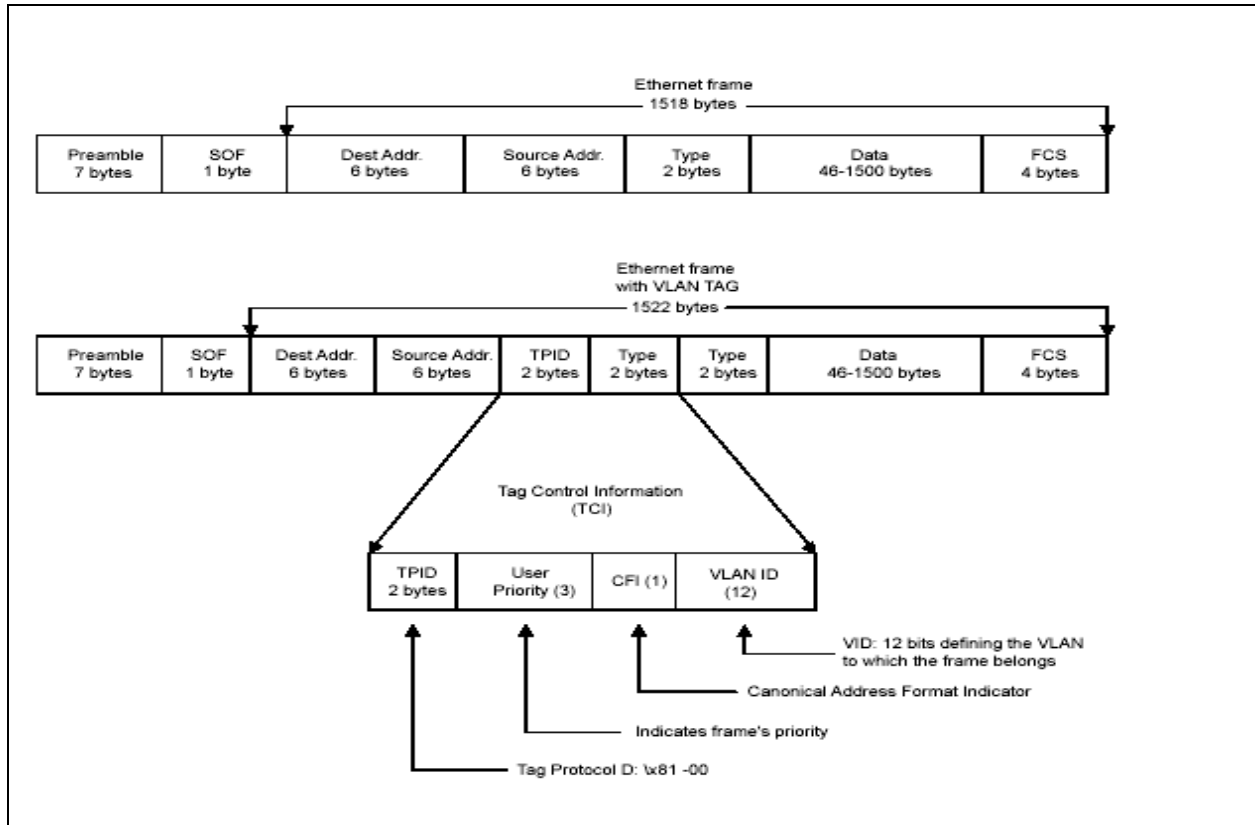 Ethernet frame
1518 bytes
Preamble
7 bytes
SOF
1 byte
Dest Addr.
6 bytes
Source Addr.
6 bytes
Type
2 bytes
Data
46-1500 bytes
FCS
4 bytes
Ethernet frame
with VLAN TAG
1522 bytes
Preamble
7 bytes
SOF
1 byte
Dest Addr.
6 bytes
Source Addr.
6 bytes
TPID
2 bytes
Type
2 bytes
Type
2 bytes
Data
46-1500 bytes
FCS
4 bytes
Tag Control Information
(TCI)
TPID
2 bytes
User
Priority (3)
CFI (1)
VLAN ID
(12)
VID: 12 bits defining the VLAN
to which the frame belongs
Canonical Address Format Indicator
Indicates frame's priority
Tag Protocol D: \x81 -00